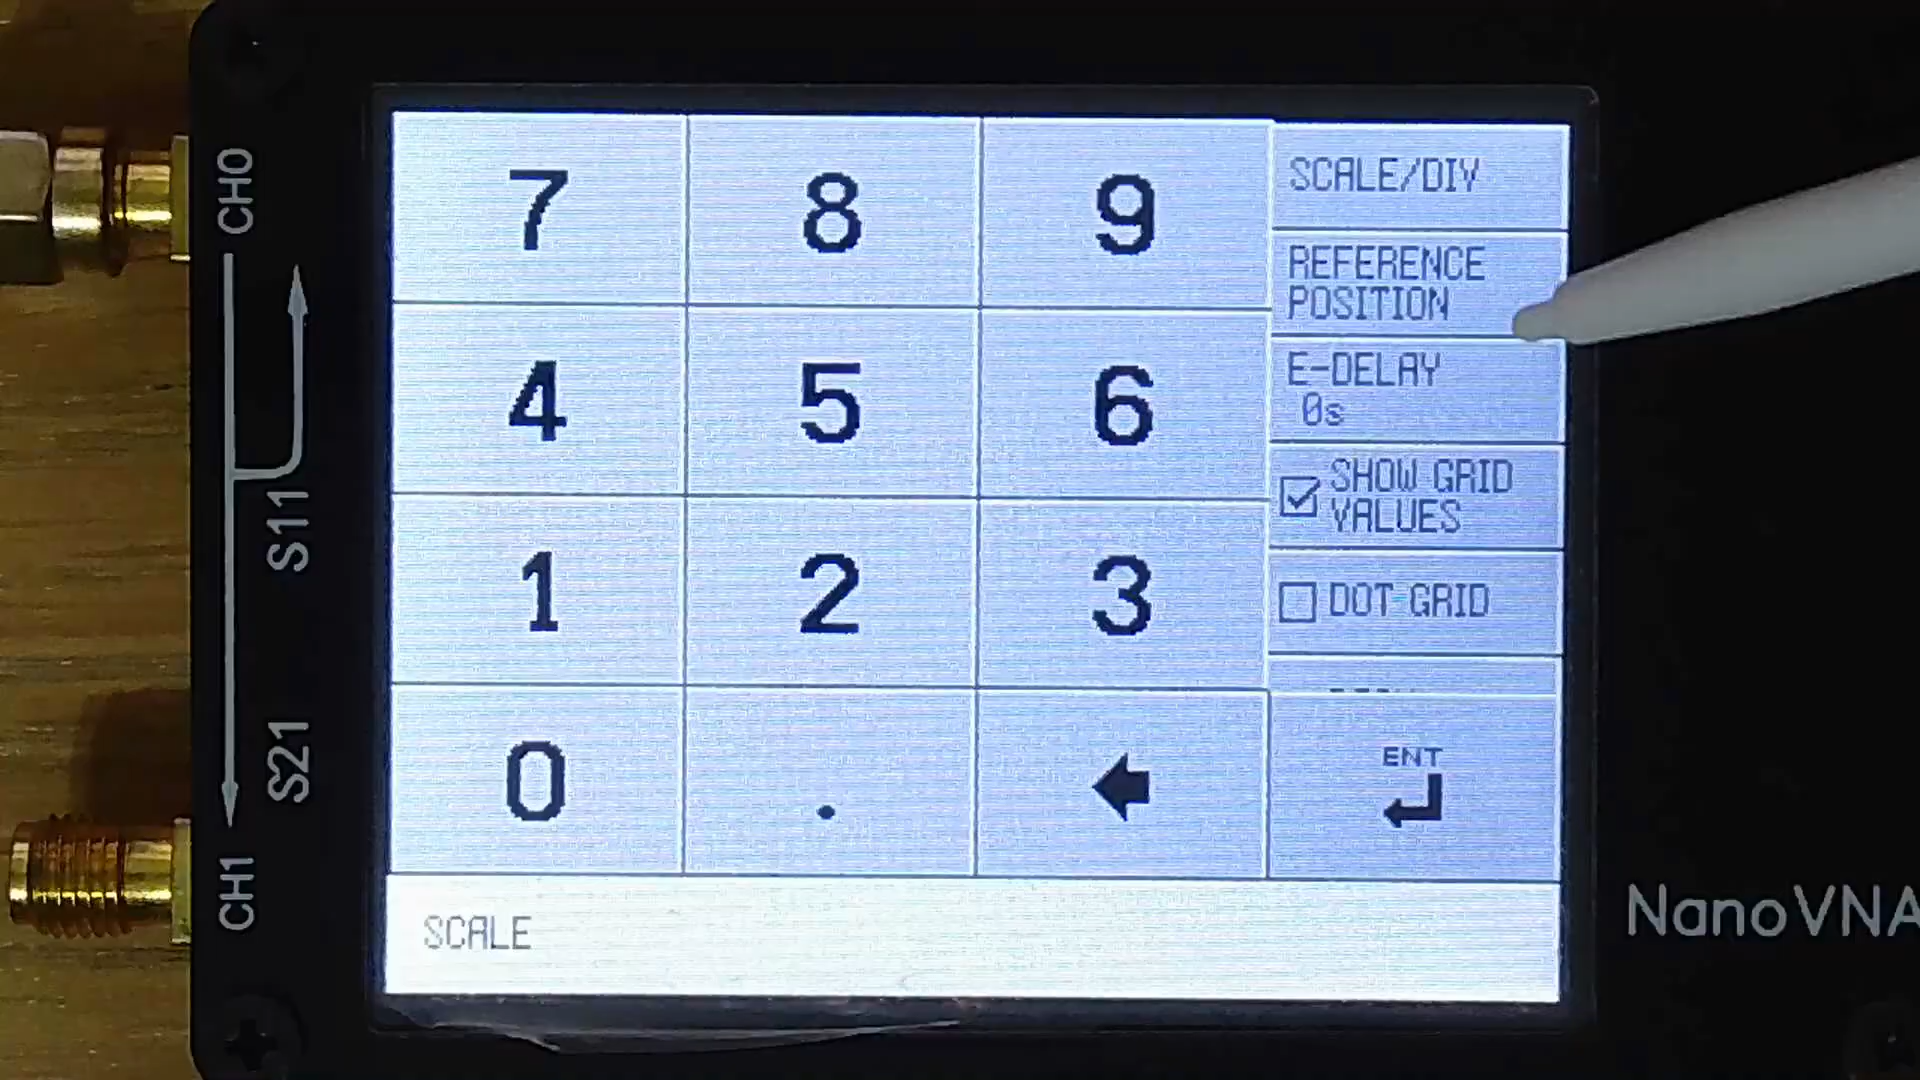 7 8 9
4 5 6
1 2 3
0 .
SCALE/DIV
REFERENCE
POSITION
E-DELAY
0s
SHOW GRID
VALUES
DOT GRID
ENT
SCALE
CH0
S11
S21
CH1
NanoVNA